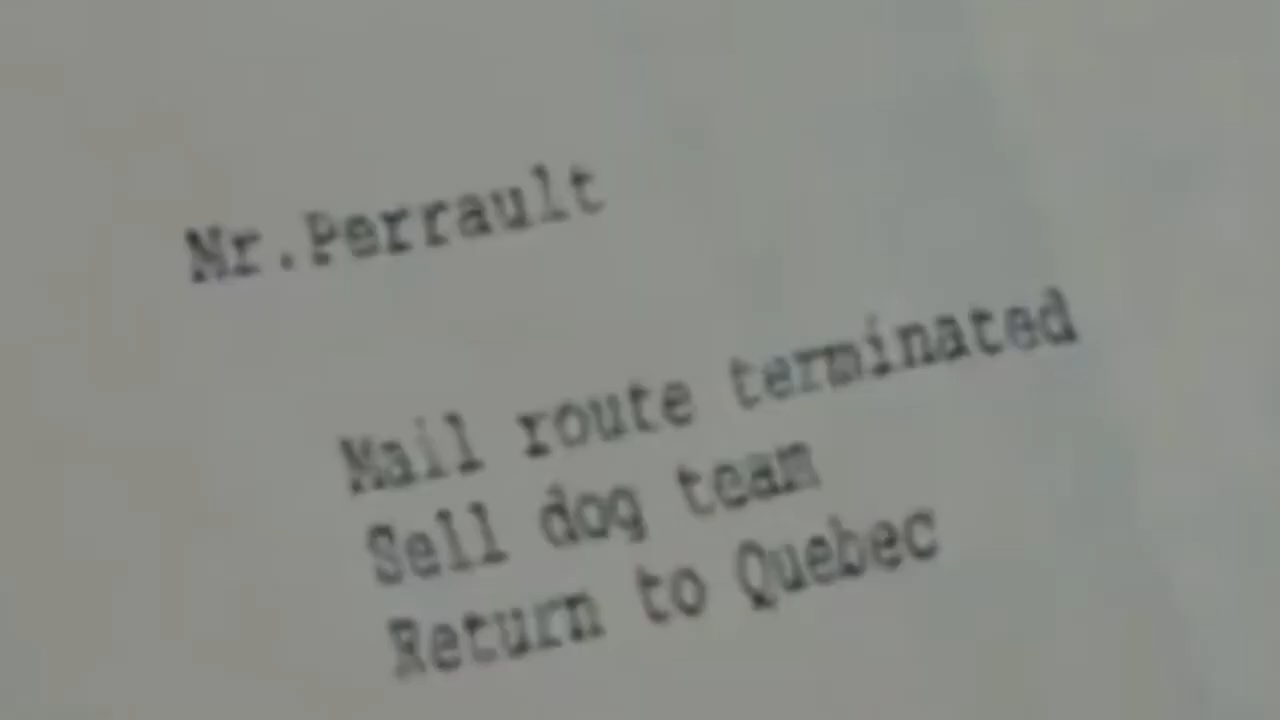 Mr.Perrault
Mail route terminated
Sell dog team
Return to Quebec